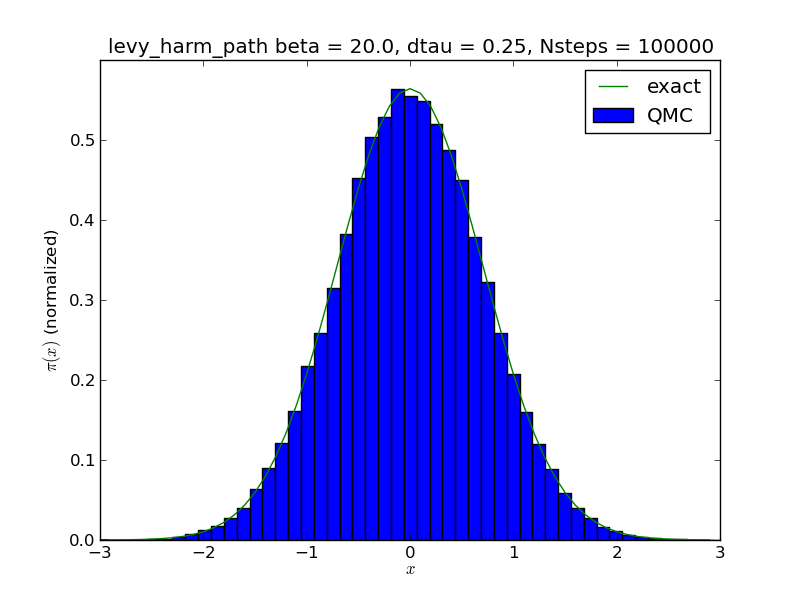 levy_harm_path beta = 20.0, dtau = 0.25, Nsteps = 100000
exact
QMC
π(x) (normalized)
0.5
0.4
0.3
0.2
0.1
0.0
−3 −2 −1 0 1 2 3
x